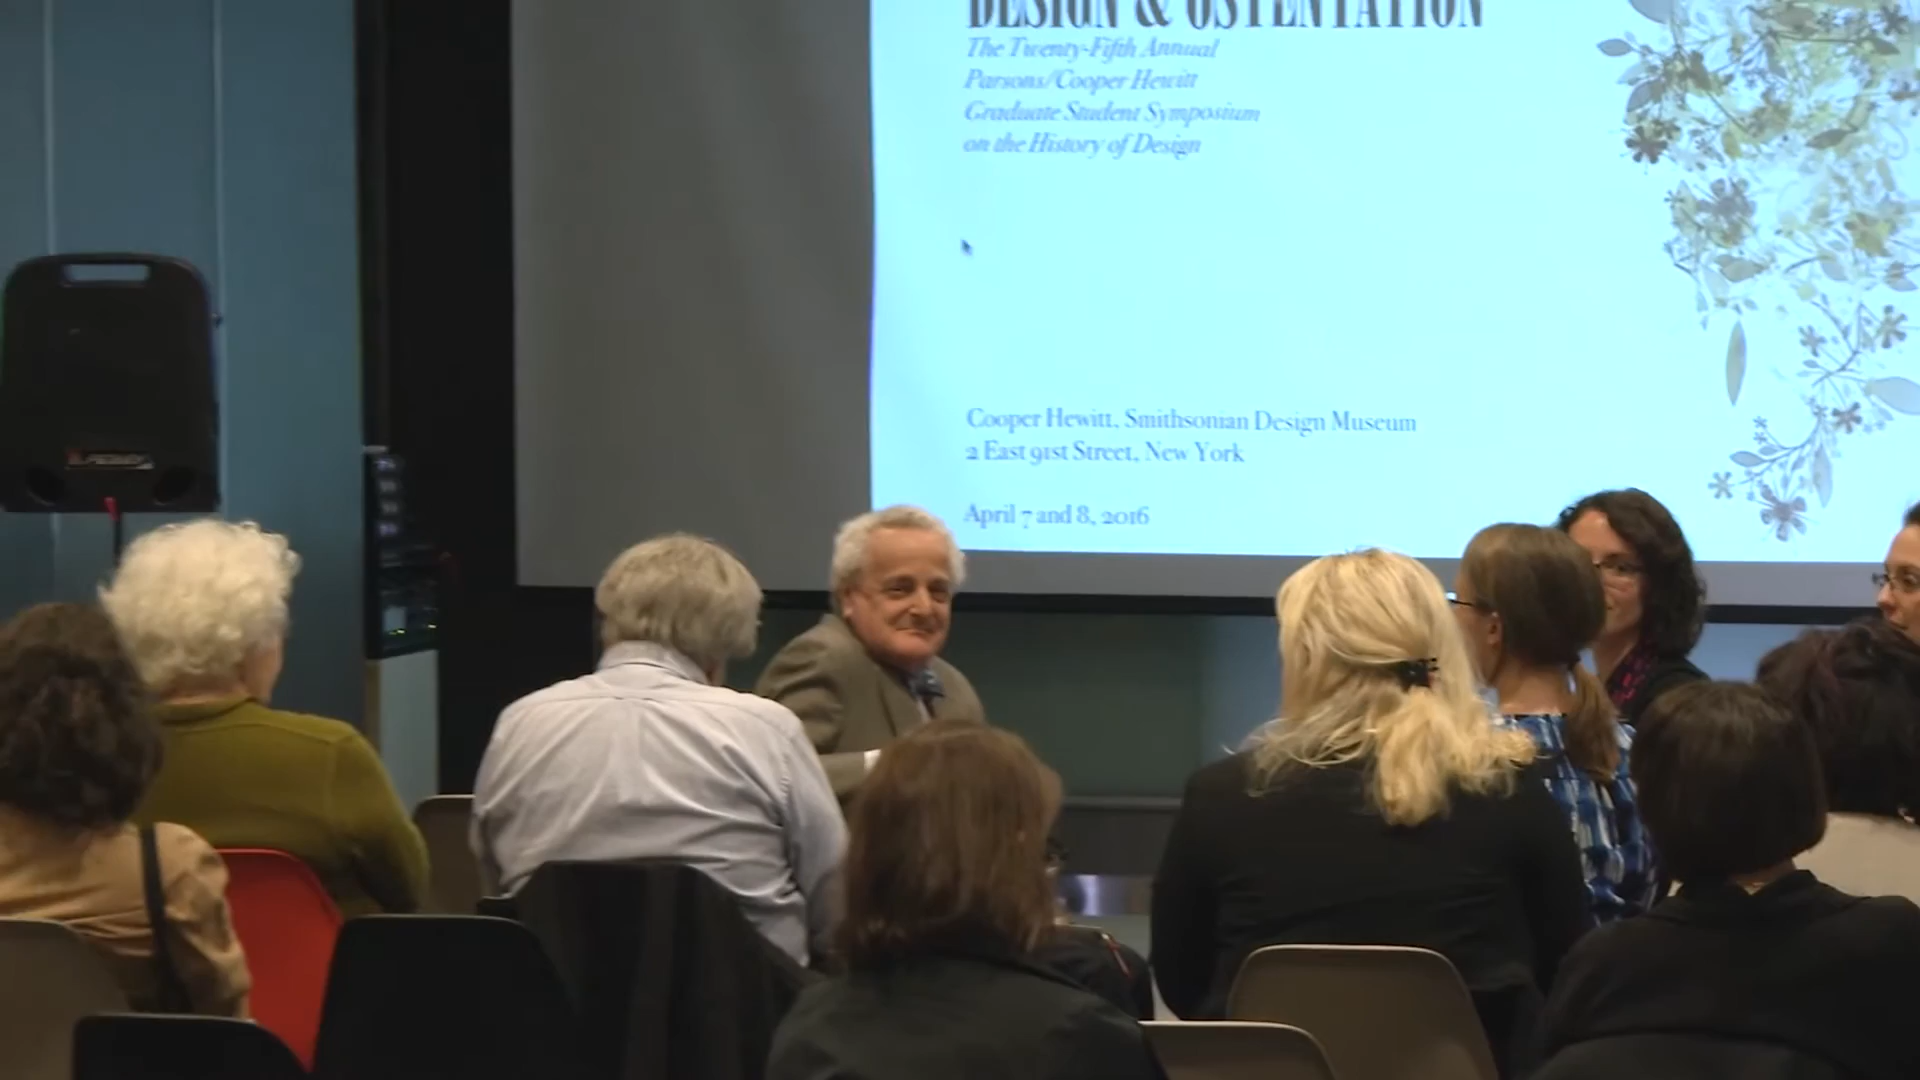 DESIGN & OSTENTATION
The Twenty-Fifth Annual
Parsons/Cooper Hewitt
Graduate Student Symposium
on the History of Design
Cooper Hewitt, Smithsonian Design Museum
2 East 91st Street, New York
April 7 and 8, 2016